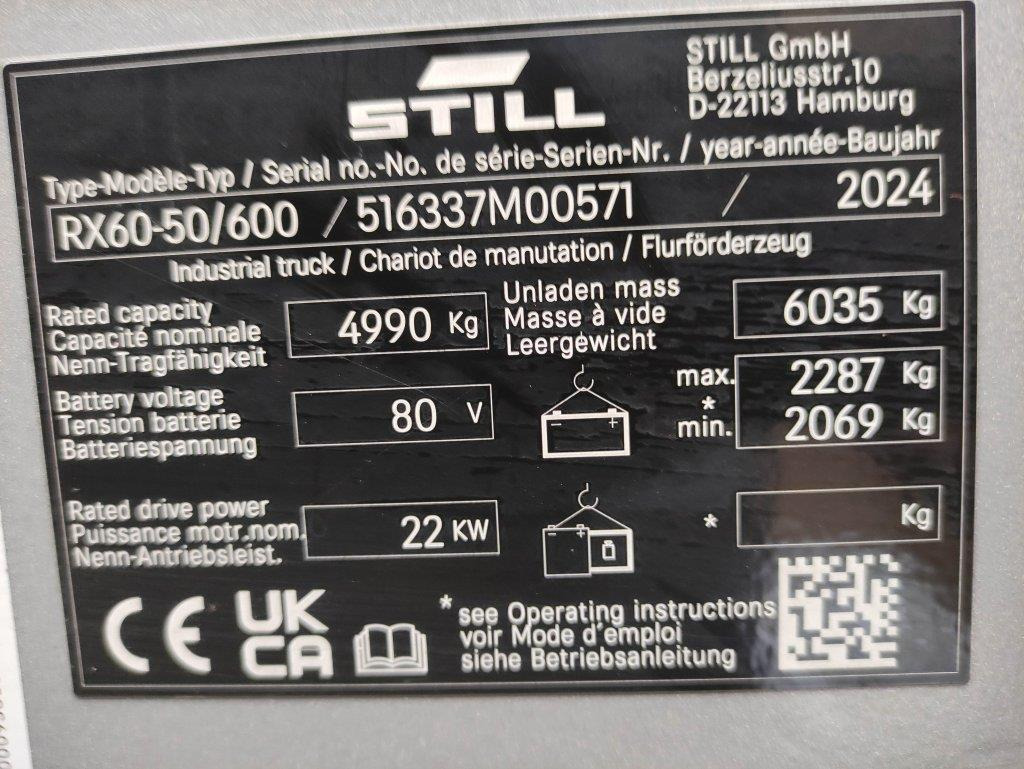 STILL
STILL GmbH
Berzeliusstr.10
D-22113 Hamburg
Type-Modèle-Typ / Serial no.-No. de série-Serien-Nr. / year-année-Baujahr
RX60-50/600 / 516337M00571 / 2024
Industrial truck / Chariot de manutation / Flurförderzeug
Rated capacity
Capacité nominale
Nenn-Tragfähigkeit
4990 Kg
Unladen mass
Masse à vide
Leergewicht
6035 Kg
Battery voltage
Tension batterie
Batteriespannung
80 V
- +
max. 2287 Kg
*
min. 2069 Kg
Rated drive power
Puissance motr.nom.
Nenn-Antriebsleist.
22 KW
- +
* Kg
CE UK
CA
* see Operating instructions
voir Mode d'emploi
siehe Betriebsanleitung